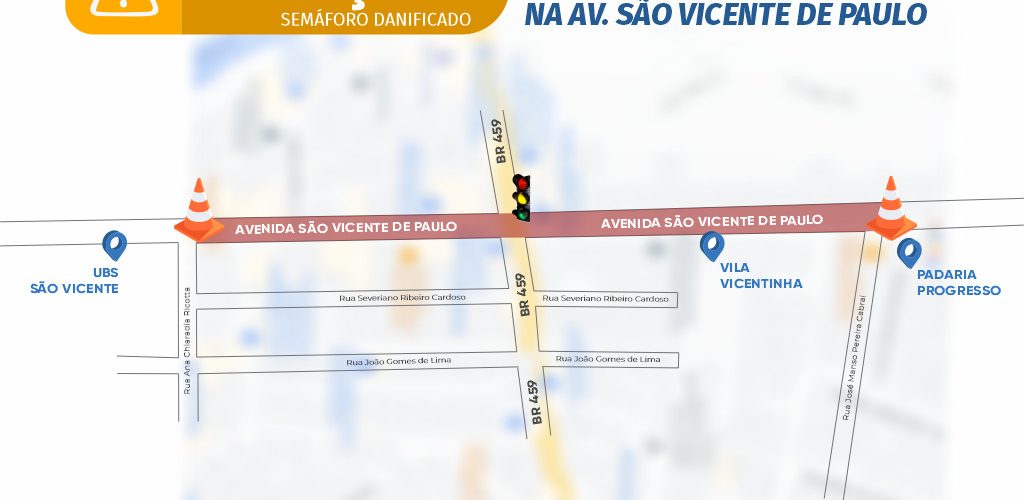 SEMÁFORO DANIFICADO
NA AV. SÃO VICENTE DE PAULO
BR 459
AVENIDA SÃO VICENTE DE PAULO
AVENIDA SÃO VICENTE DE PAULO
UBS
SÃO VICENTE
VILA
VICENTINHA
PADARIA
PROGRESSO
BR 459
Rua Severiano Ribeiro Cardoso
Rua Severiano Ribeiro Cardoso
Rua Ana Chiaradia Ricotta
Rua José Manso Pereira Cabral
Rua João Gomes de Lima
Rua João Gomes de Lima
BR 459